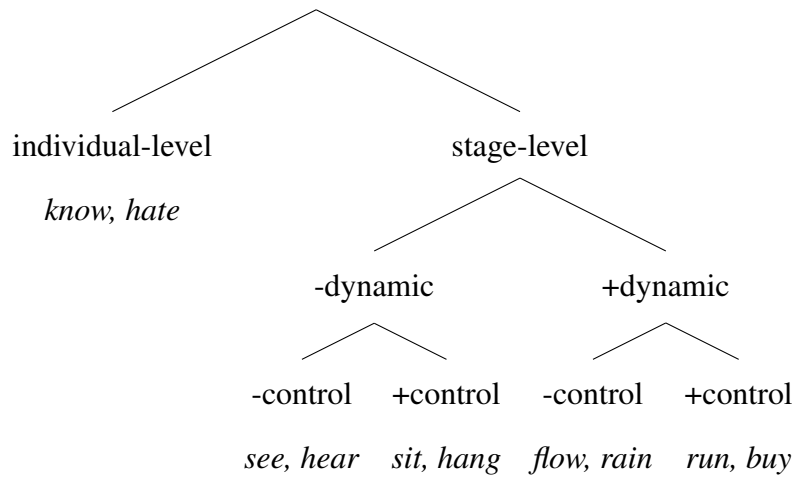 individual-level stage-level
know, hate
-dynamic +dynamic
-control +control -control +control
see, hear sit, hang flow, rain run, buy